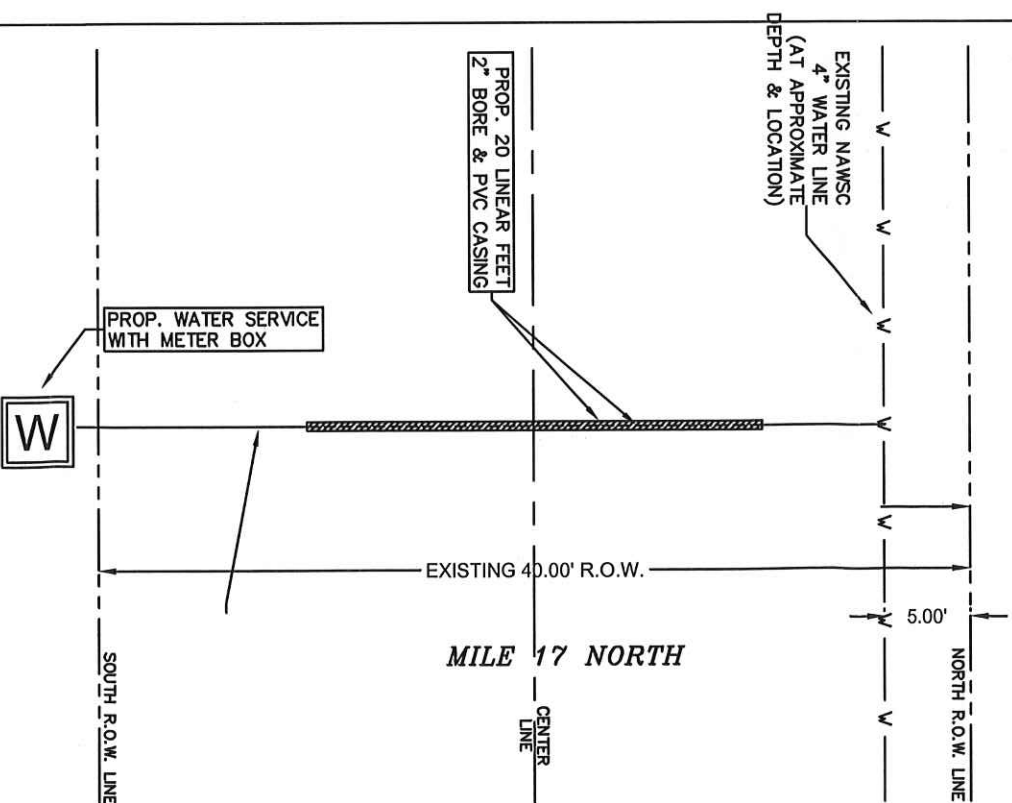 EXISTING NAWSC
4" WATER LINE
(AT APPROXIMATE
DEPTH & LOCATION)
PROP. 20 LINEAR FEET
2" BORE & PVC CASING
PROP. WATER SERVICE
WITH METER BOX
W
W
W
W
W
W
W
W
EXISTING 40.00' R.O.W.
5.00'
MILE 17 NORTH
SOUTH R.O.W. LINE
CENTER
LINE
NORTH R.O.W. LINE